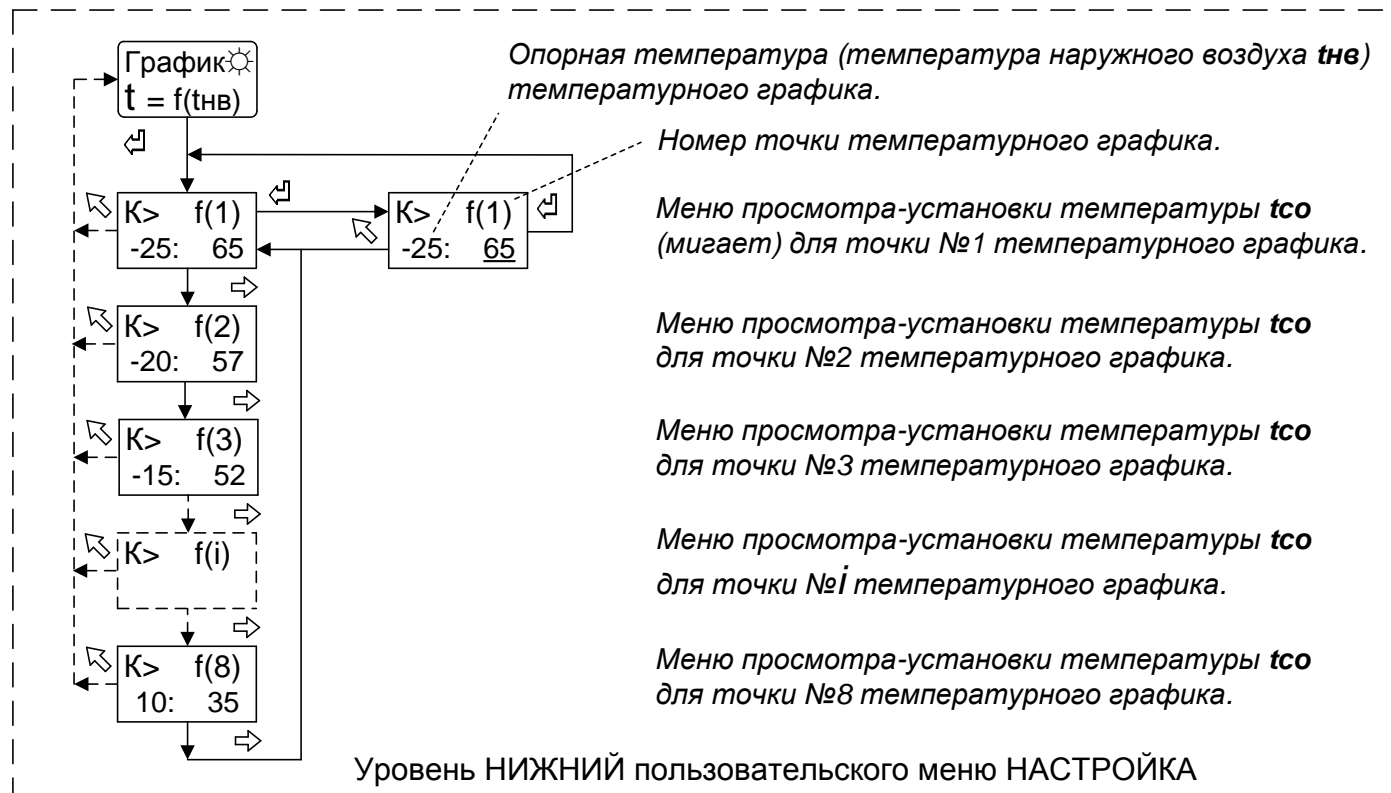 График☼
t = f(tнв)
Опорная температура (температура наружного воздуха tнв)
температурного графика.
Номер точки температурного графика.
К> f(1)
-25: 65
К> f(1)
-25: 65
Меню просмотра-установки температуры tсо
(мигает) для точки №1 температурного графика.
К> f(2)
-20: 57
Меню просмотра-установки температуры tсо
для точки №2 температурного графика.
К> f(3)
-15: 52
Меню просмотра-установки температуры tсо
для точки №3 температурного графика.
К> f(i)
Меню просмотра-установки температуры tсо
для точки №i температурного графика.
К> f(8)
10: 35
Меню просмотра-установки температуры tсо
для точки №8 температурного графика.
Уровень НИЖНИЙ пользовательского меню НАСТРОЙКА